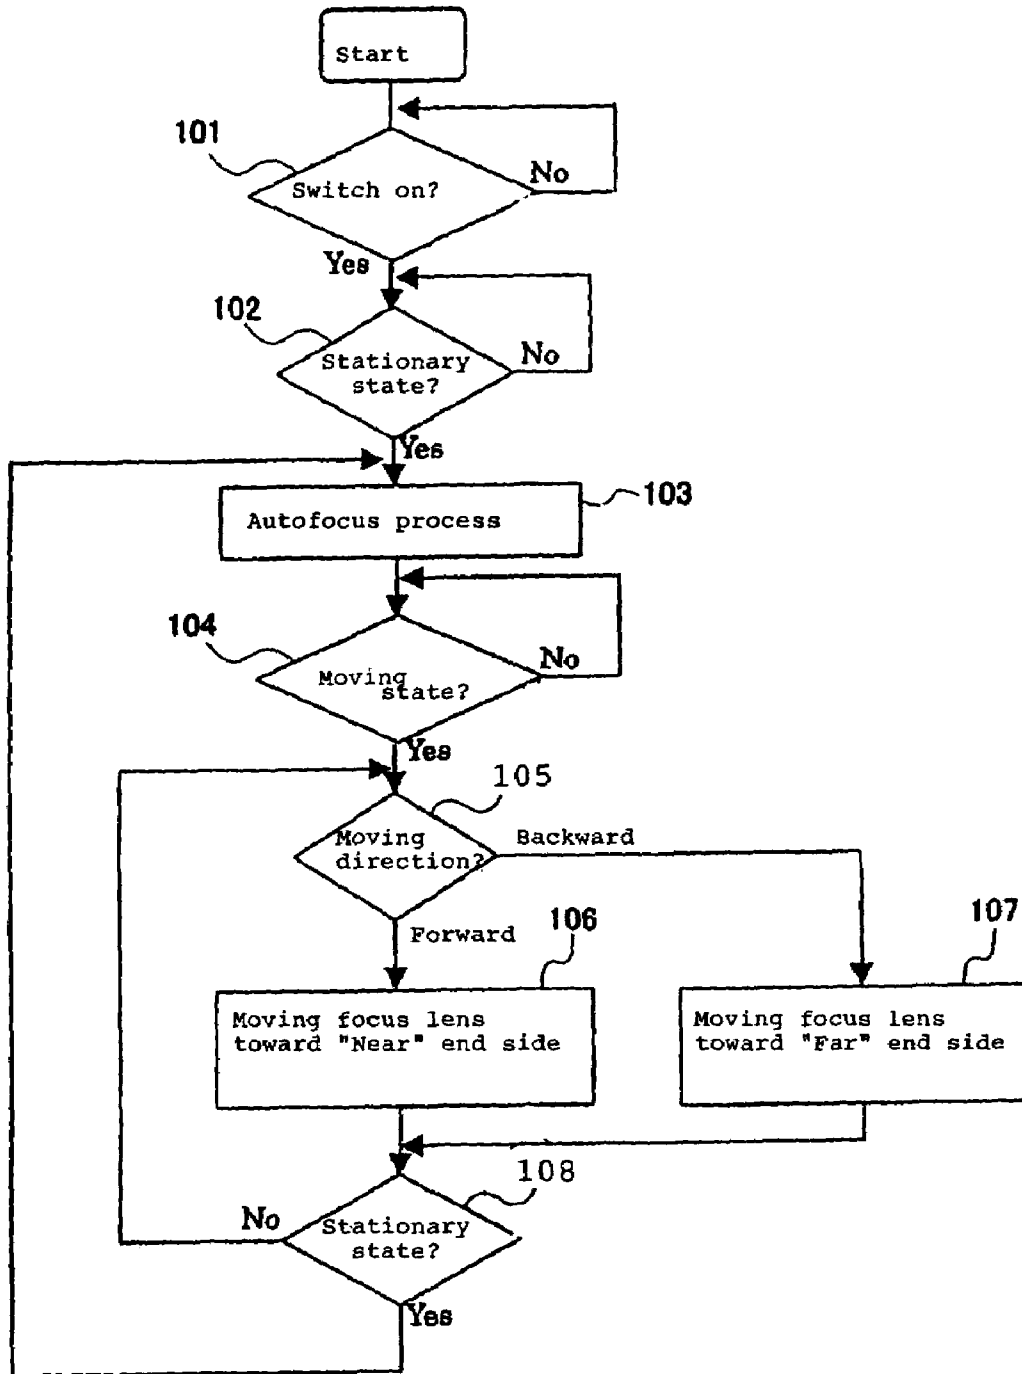 Start
101
Switch on?
No
Yes
102
Stationary
state?
No
Yes
103
Autofocus process
104
Moving
state?
No
Yes
105
Moving
direction?
Backward
Forward
106
107
Moving focus lens
toward "Near" end side
Moving focus lens
toward "Far" end side
108
Stationary
state?
No
Yes